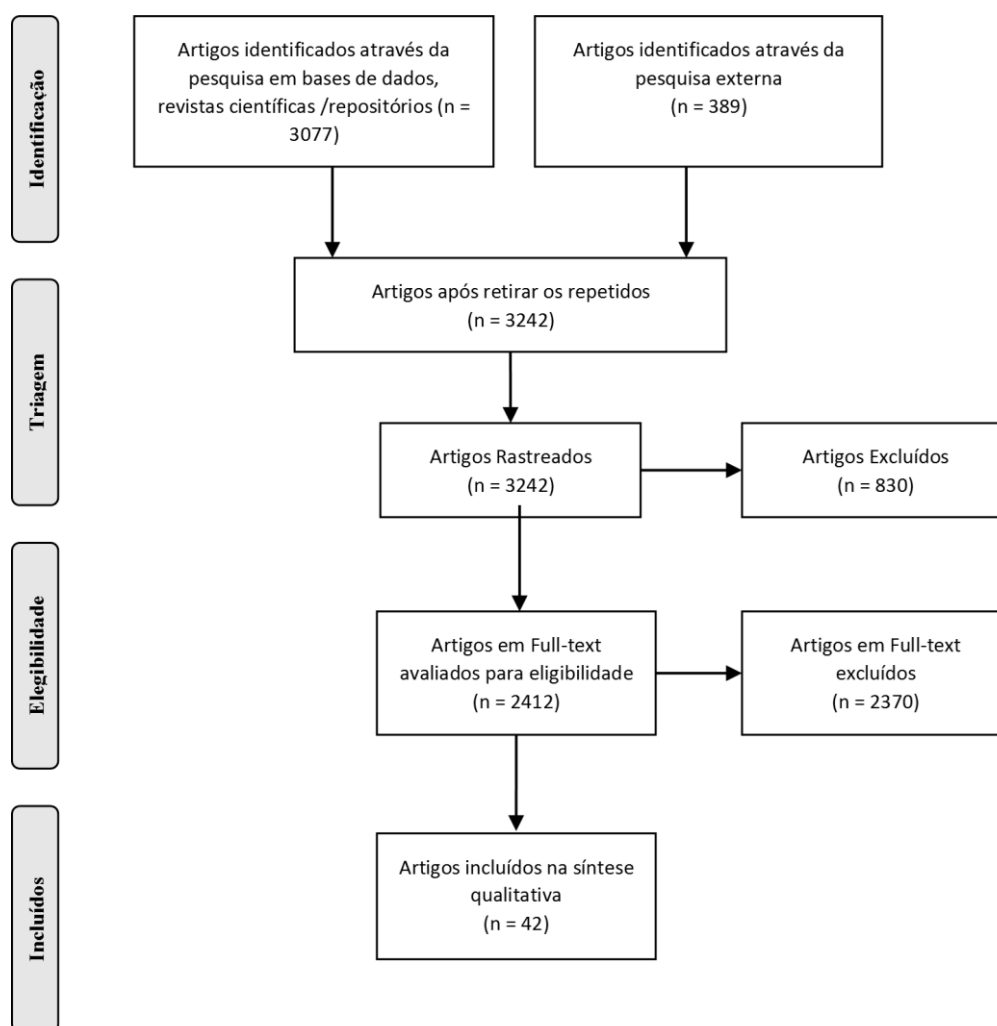 Identificação
Artigos identificados através da
pesquisa em bases de dados,
revistas científicas /repositórios (n =
3077)
Artigos identificados através da
pesquisa externa
(n = 389)
Triagem
Artigos após retirar os repetidos
(n = 3242)
Artigos Rastreados
(n = 3242)
Artigos Excluídos
(n = 830)
Elegibilidade
Artigos em Full-text
avaliados para eligibilidade
(n = 2412)
Artigos em Full-text
excluídos
(n = 2370)
Incluídos
Artigos incluídos na síntese
qualitativa
(n = 42)